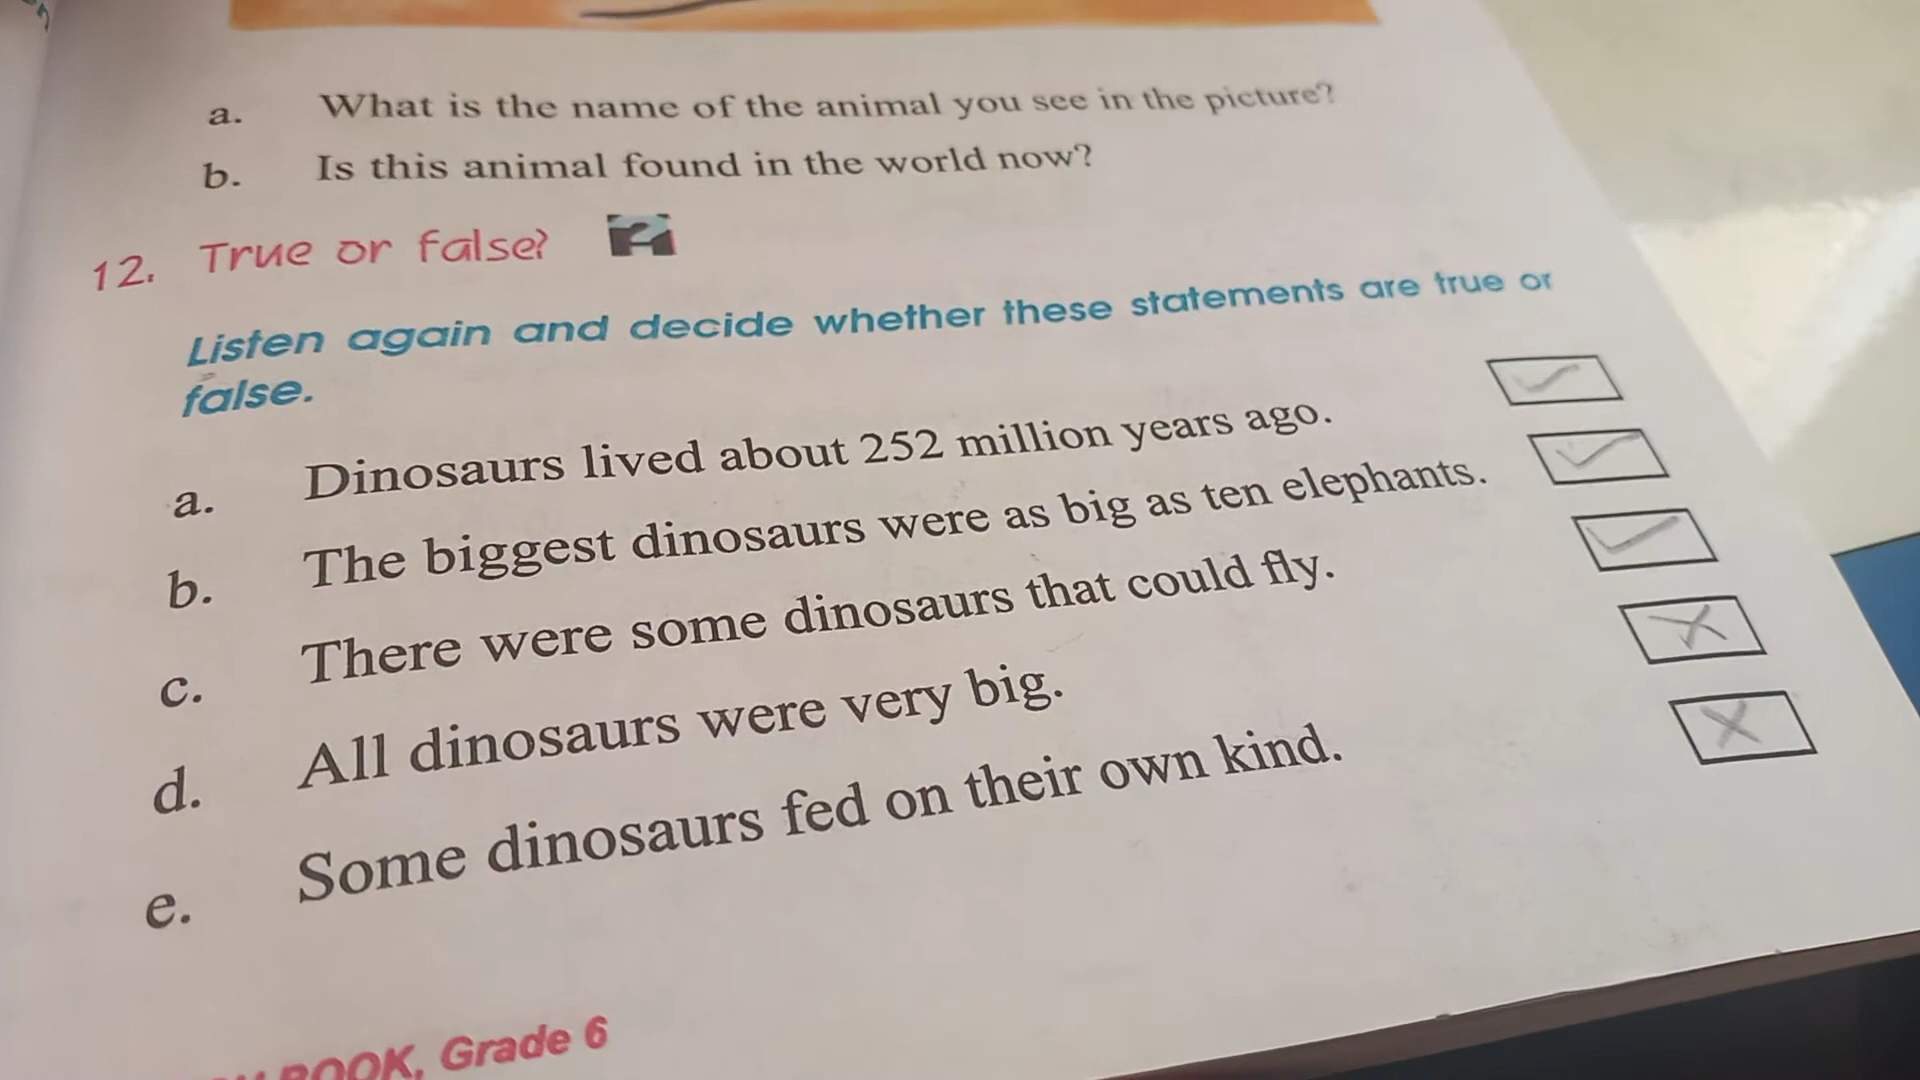 a. What is the name of the animal you see in the picture?
b. Is this animal found in the world now?
12. True or false?
Listen again and decide whether these statements are true or
false.
a. Dinosaurs lived about 252 million years ago.
b. The biggest dinosaurs were as big as ten elephants.
c. There were some dinosaurs that could fly.
d. All dinosaurs were very big.
e. Some dinosaurs fed on their own kind.
BOOK, Grade 6